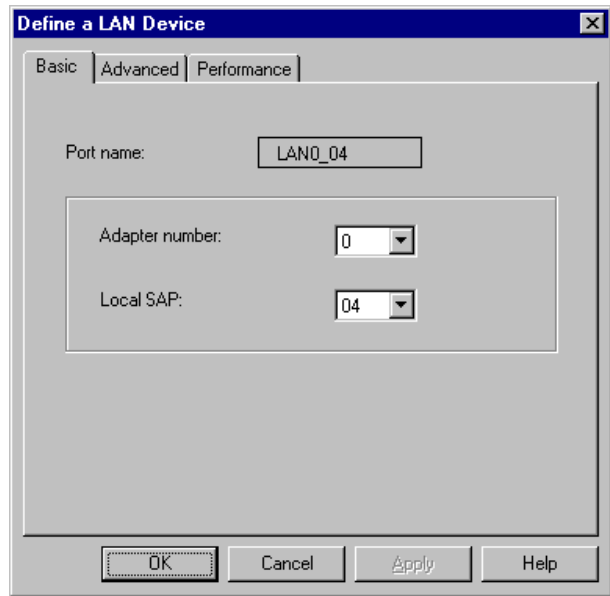 Define a LAN Device
Basic Advanced Performance
Port name: LAN0_04
Adapter number: 0
Local SAP: 04
OK Cancel Apply Help